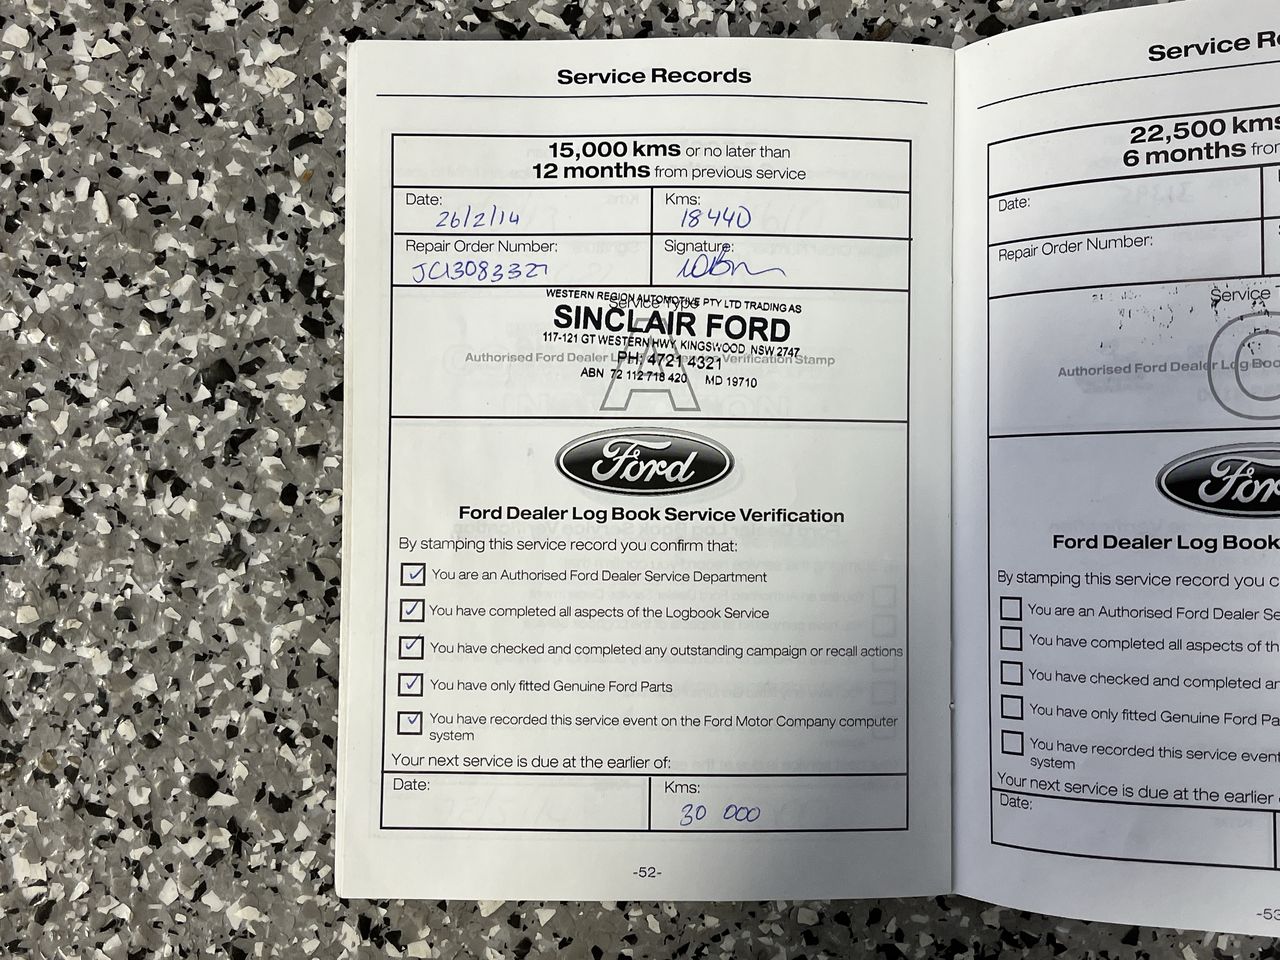 Service Records
15,000 kms or no later than
12 months from previous service
Date:
26/2/14
Kms:
18440
Repair Order Number:
JC13083327
Signature:
Service Type
WESTERN REGION AUTOMOTIVE PTY LTD TRADING AS
SINCLAIR FORD
117-121 GT WESTERN HWY, KINGSWOOD NSW 2747
Authorised Ford Dealer Service Verification Stamp
PH: 4721 4321
ABN 72 112 718 420 MD 19710
A
Ford
Ford Dealer Log Book Service Verification
By stamping this service record you confirm that:
You are an Authorised Ford Dealer Service Department
You have completed all aspects of the Logbook Service
You have checked and completed any outstanding campaign or recall actions
You have only fitted Genuine Ford Parts
You have recorded this service event on the Ford Motor Company computer
system
Your next service is due at the earlier of:
Date:
Kms:
30 000
-52-
Service
22,500 kms
6 months
Date:
Repair Order Number:
Service
Authorised Ford Dealer Log
Ford Dealer Log Book
By stamping this service record you
You are an Authorised Ford Dealer
You have completed all aspects of
You have checked and completed
You have only fitted Genuine Ford
You have recorded this service event
system
Your next service is due at the earlier
Date:
-53